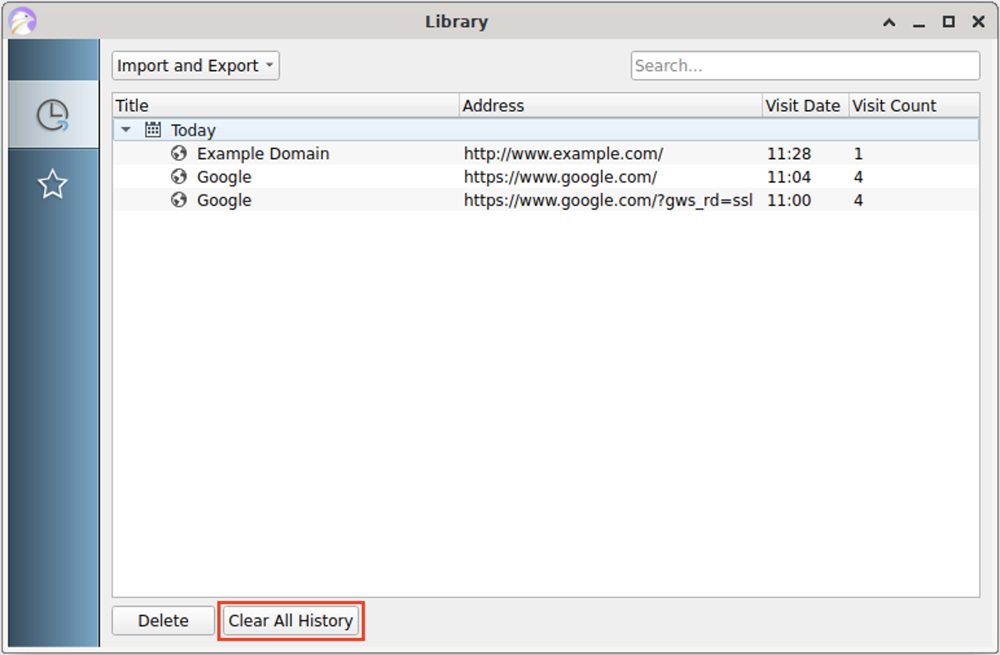 Library
Import and Export
Search...
Title Address Visit Date Visit Count
Today
Example Domain http://www.example.com/ 11:28 1
Google https://www.google.com/ 11:04 4
Google https://www.google.com/?gws_rd=ssl 11:00 4
Delete Clear All History